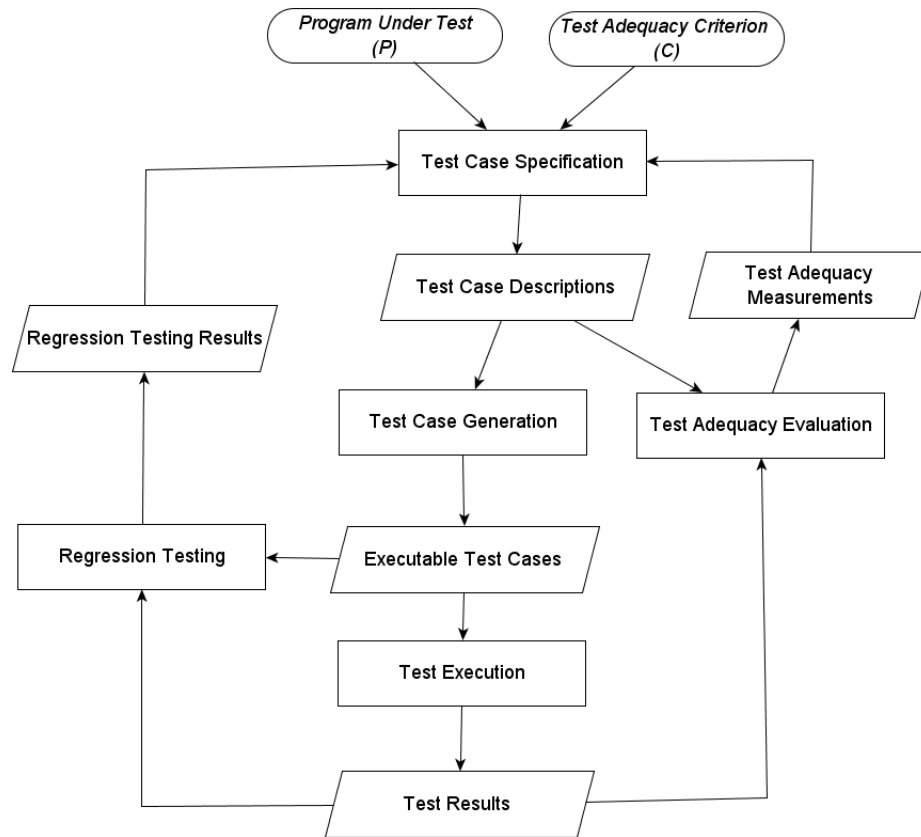 Program Under Test
(P)
Test Adequacy Criterion
(C)
Test Case Specification
Test Case Descriptions
Test Adequacy
Measurements
Regression Testing Results
Test Case Generation
Test Adequacy Evaluation
Regression Testing
Executable Test Cases
Test Execution
Test Results